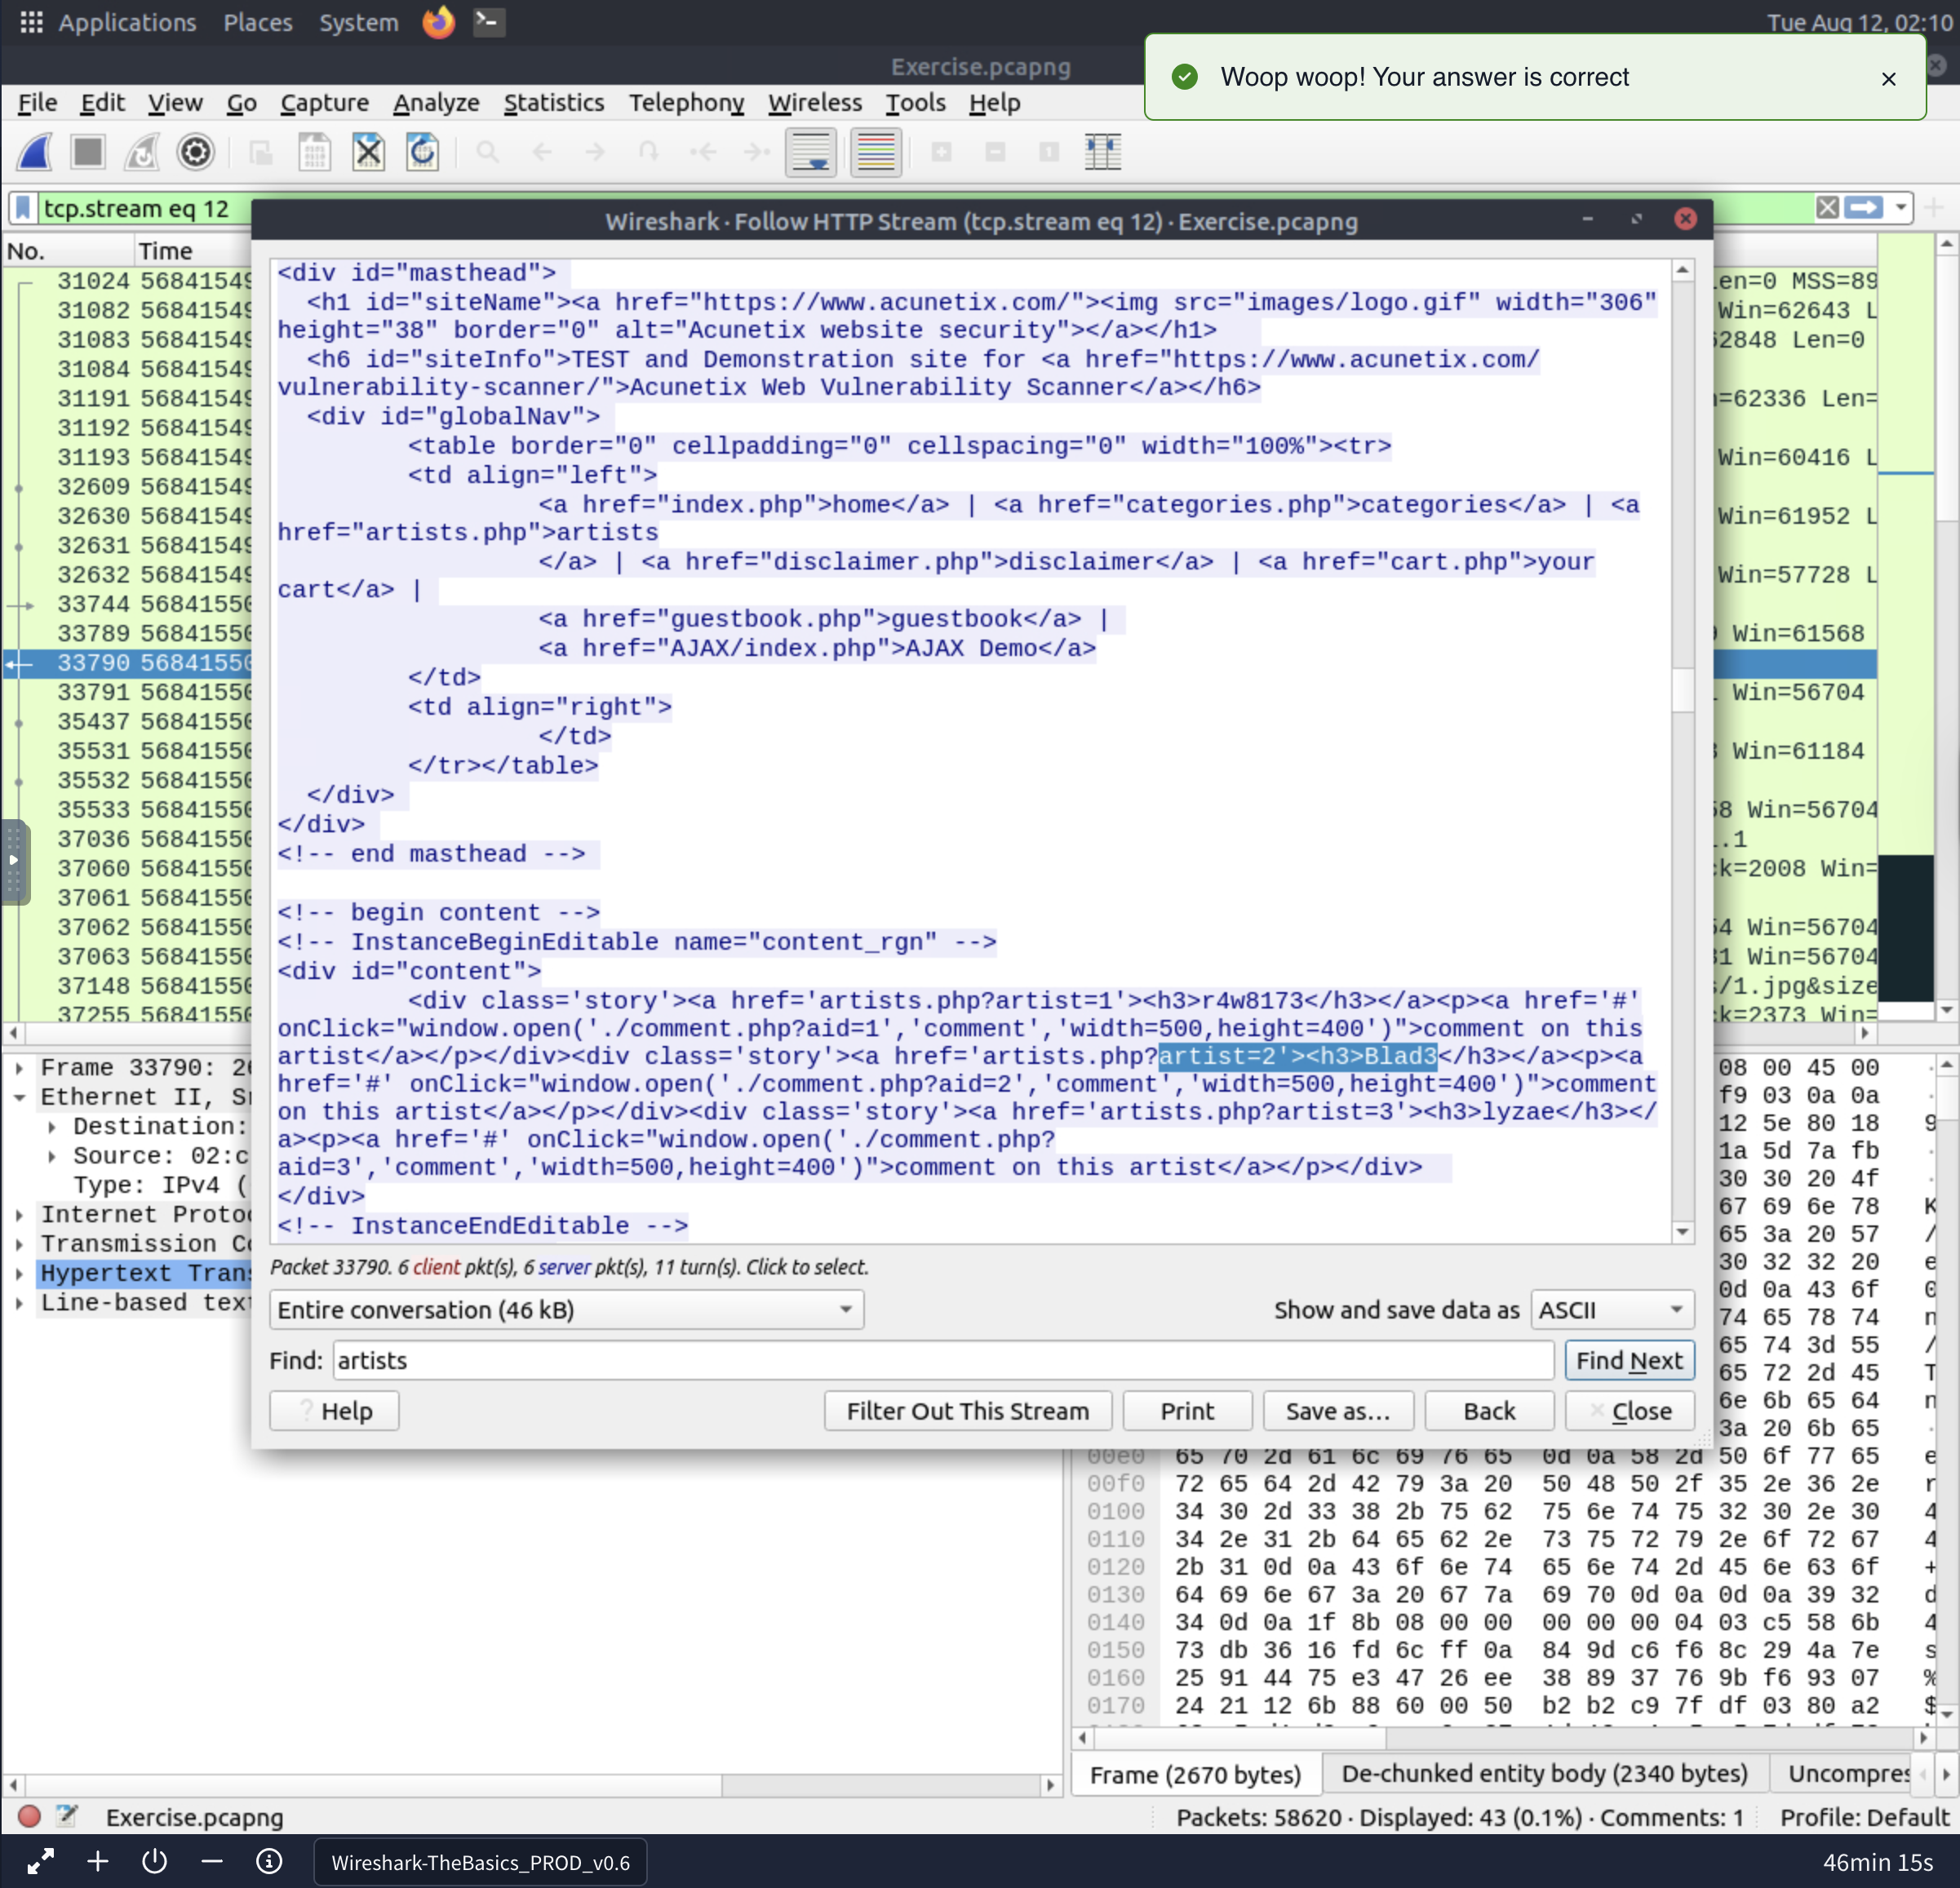 Applications Places System Tue Aug 12, 02:10
Exercise.pcapng
Woop woop! Your answer is correct ×
File Edit View Go Capture Analyze Statistics Telephony Wireless Tools Help
tcp.stream eq 12
Wireshark · Follow HTTP Stream (tcp.stream eq 12) · Exercise.pcapng
No. Time
<div id="masthead">
<h1 id="siteName"><a href="https://www.acunetix.com/"><img src="images/logo.gif" width="306"
height="38" border="0" alt="Acunetix website security"></a></h1>
<h6 id="siteInfo">TEST and Demonstration site for <a href="https://www.acunetix.com/
vulnerability-scanner/">Acunetix Web Vulnerability Scanner</a></h6>
<div id="globalNav">
<table border="0" cellpadding="0" cellspacing="0" width="100%"><tr>
<td align="left">
<a href="index.php">home</a> | <a href="categories.php">categories</a> | <a
href="artists.php">artists
</a> | <a href="disclaimer.php">disclaimer</a> | <a href="cart.php">your
cart</a> |
<a href="guestbook.php">guestbook</a> |
<a href="AJAX/index.php">AJAX Demo</a>
</td>
<td align="right">
</td>
</tr></table>
</div>
</div>
<!-- end masthead -->
<!-- begin content -->
<!-- InstanceBeginEditable name="content_rgn" -->
<div id="content">
<div class='story'><a href='artists.php?artist=1'><h3>r4w8173</h3></a><p><a href='#'
onClick="window.open('./comment.php?aid=1','comment','width=500,height=400')">comment on this
artist</a></p></div><div class='story'><a href='artists.php?artist=2'><h3>Blad3</h3></a><p><a
href='#' onClick="window.open('./comment.php?aid=2','comment','width=500,height=400')">comment
on this artist</a></p></div><div class='story'><a href='artists.php?artist=3'><h3>lyzae</h3></
a><p><a href='#' onClick="window.open('./comment.php?
aid=3','comment','width=500,height=400')">comment on this artist</a></p></div>
</div>
<!-- InstanceEndEditable -->
Packet 33790. 6 client pkt(s), 6 server pkt(s), 11 turn(s). Click to select.
Entire conversation (46 kB) Show and save data as ASCII
Find: artists Find Next
Help Filter Out This Stream Print Save as… Back Close
31024 56841549 Len=0 MSS=89
31082 56841549 Win=62643 L
31083 56841549 62848 Len=0
31084 56841549
31191 56841549 =62336 Len=
31192 56841549
31193 56841549 Win=60416 L
32609 56841549
32630 56841549 Win=61952 L
32631 56841549
32632 56841549 Win=57728 L
33744 5684155
33789 5684155 Win=61568
33790 5684155
33791 5684155 Win=56704
35437 5684155
35531 5684155 Win=61184
35532 5684155
35533 5684155 58 Win=56704
37036 5684155 .1
37060 5684155 ck=2008 Win=
37061 5684155
37062 5684155 54 Win=56704
37063 5684155 31 Win=56704
37148 5684155 s/1.jpg&size
37255 5684155 ck=2373 Win=
Frame 33790: 2
Ethernet II, S
Destination:
Source: 02:c
Type: IPv4 (
Internet Proto
Transmission C
Hypertext Tran
Line-based tex
08 00 45 00
f9 03 0a 0a
12 5e 80 18 9
1a 5d 7a fb
30 30 20 4f
67 69 6e 78 K
65 3a 20 57 /
30 32 32 20 e
0d 0a 43 6f 0
74 65 78 74 n
65 74 3d 55 /
65 72 2d 45 T
6e 6b 65 64 n
3a 20 6b 65
00e0 65 70 2d 61 6c 69 76 65 0d 0a 58 2d 50 6f 77 65 e
00f0 72 65 64 2d 42 79 3a 20 50 48 50 2f 35 2e 36 2e r
0100 34 30 2d 33 38 2b 75 62 75 6e 74 75 32 30 2e 30 4
0110 34 2e 31 2b 64 65 62 2e 73 75 72 79 2e 6f 72 67 4
0120 2b 31 0d 0a 43 6f 6e 74 65 6e 74 2d 45 6e 63 6f +
0130 64 69 6e 67 3a 20 67 7a 69 70 0d 0a 0d 0a 39 32 d
0140 34 0d 0a 1f 8b 08 00 00 00 00 00 04 03 c5 58 6b 4
0150 73 db 36 16 fd 6c ff 0a 84 9d c6 f6 8c 29 4a 7e s
0160 25 91 44 75 e3 47 26 ee 38 89 37 76 9b f6 93 07 %
0170 24 21 12 6b 88 60 00 50 b2 b2 c9 7f df 03 80 a2 $
Frame (2670 bytes) De-chunked entity body (2340 bytes) Uncompres
Exercise.pcapng Packets: 58620 · Displayed: 43 (0.1%) · Comments: 1 Profile: Default
Wireshark-TheBasics_PROD_v0.6 46min 15s